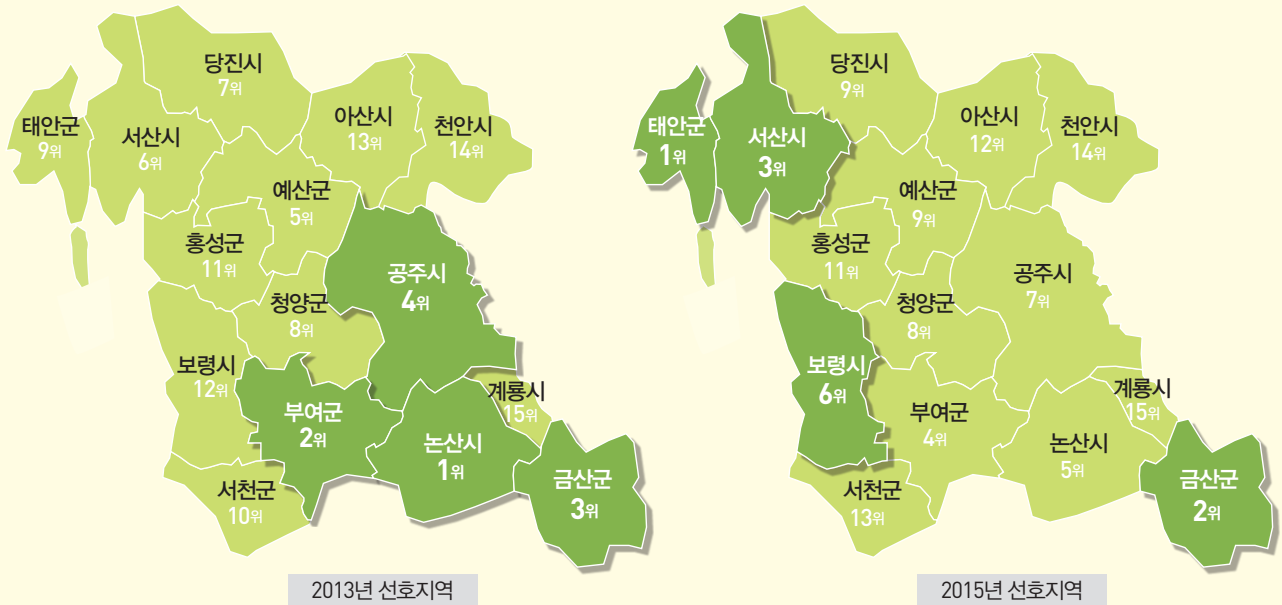 당진시
7위
아산시
13위
천안시
14위
태안군
9위
서산시
6위
예산군
5위
홍성군
11위
공주시
4위
청양군
8위
보령시
12위
부여군
2위
계룡시
15위
논산시
1위
금산군
3위
서천군
10위
2013년 선호지역
당진시
9위
아산시
12위
천안시
14위
태안군
1위
서산시
3위
예산군
9위
홍성군
11위
공주시
7위
청양군
8위
보령시
6위
부여군
4위
계룡시
15위
논산시
5위
금산군
2위
서천군
13위
2015년 선호지역